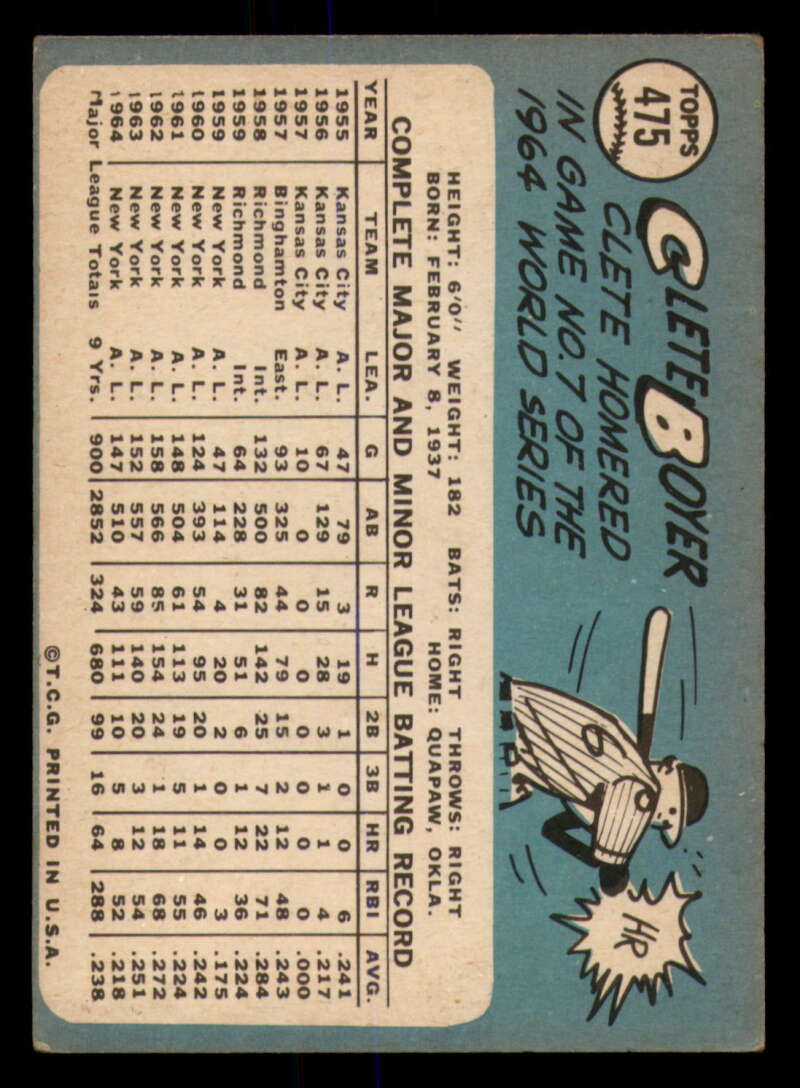 TOPPS
475
CLETE BOYER
CLETE HOMERED
IN GAME NO. 7 OF THE
1964 WORLD SERIES
6
HR
HEIGHT: 6'0" WEIGHT: 182 BATS: RIGHT THROWS: RIGHT
BORN: FEBRUARY 8, 1937 HOME: QUAPAW, OKLA.
COMPLETE MAJOR AND MINOR LEAGUE BATTING RECORD
YEAR TEAM LEA. G AB R H 2B 3B HR RBI AVG.
1955 Kansas City A. L. 47 79 3 19 1 0 0 6 .241
1956 Kansas City A. L. 67 129 15 28 3 1 1 4 .217
1957 Kansas City A. L. 10 0 0 0 0 0 0 0 .000
1957 Binghamton East. 93 325 44 79 15 2 12 48 .243
1958 Richmond Int. 132 500 82 142 25 7 22 71 .284
1959 Richmond Int. 64 228 31 51 6 1 12 36 .224
1959 New York A. L. 47 114 4 20 2 0 0 3 .175
1960 New York A. L. 124 393 54 95 20 1 14 46 .242
1961 New York A. L. 148 504 61 113 19 5 11 55 .224
1962 New York A. L. 158 566 85 154 24 1 18 68 .272
1963 New York A. L. 152 557 59 140 20 3 12 54 .251
1964 New York A. L. 147 510 43 111 10 5 8 52 .218
Major League Totals 9 Yrs. 900 2852 324 680 99 16 64 288 .238
©T.C.G. PRINTED IN U.S.A.